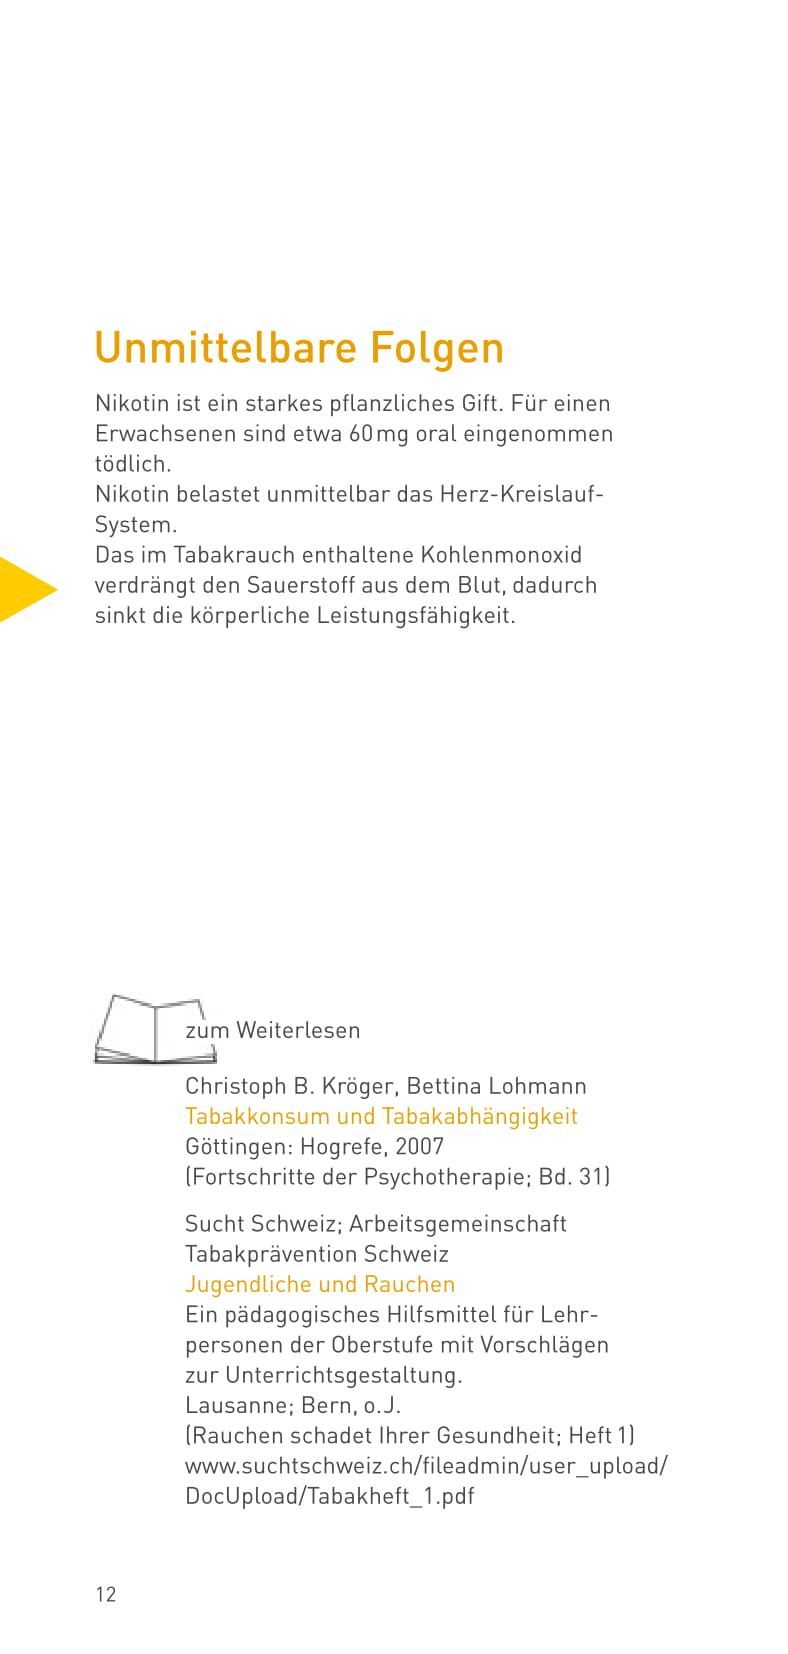 Unmittelbare Folgen
Nikotin ist ein starkes pflanzliches Gift. Für einen
Erwachsenen sind etwa 60 mg oral eingenommen
tödlich.
Nikotin belastet unmittelbar das Herz-Kreislauf-
System.
Das im Tabakrauch enthaltene Kohlenmonoxid
verdrängt den Sauerstoff aus dem Blut, dadurch
sinkt die körperliche Leistungsfähigkeit.
zum Weiterlesen
Christoph B. Kröger, Bettina Lohmann
Tabakkonsum und Tabakabhängigkeit
Göttingen: Hogrefe, 2007
(Fortschritte der Psychotherapie; Bd. 31)
Sucht Schweiz; Arbeitsgemeinschaft
Tabakprävention Schweiz
Jugendliche und Rauchen
Ein pädagogisches Hilfsmittel für Lehr-
personen der Oberstufe mit Vorschlägen
zur Unterrichtsgestaltung.
Lausanne; Bern, o.J.
(Rauchen schadet Ihrer Gesundheit; Heft 1)
www.suchtschweiz.ch/fileadmin/user_upload/
DocUpload/Tabakheft_1.pdf
12